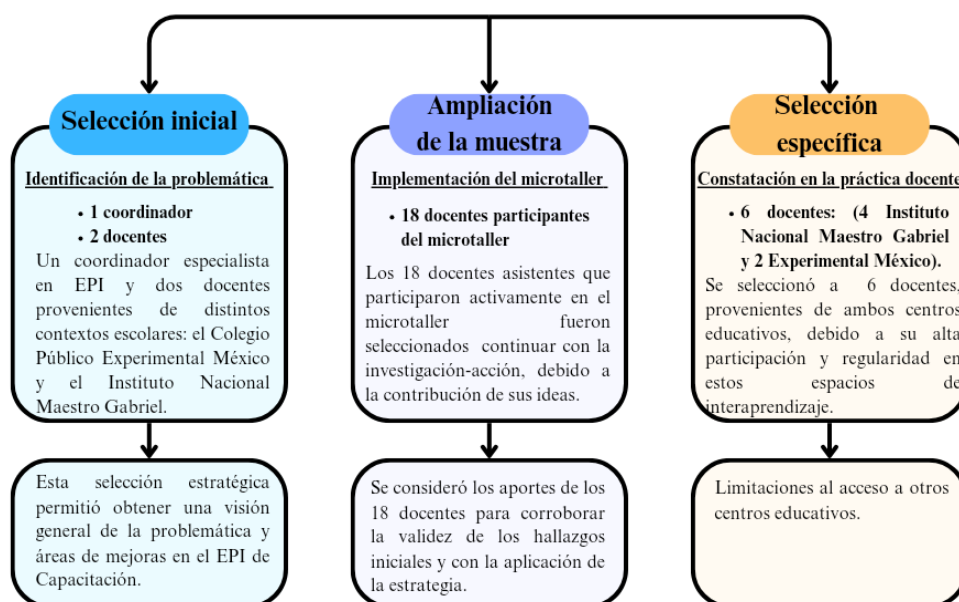 Selección inicial
Identificación de la problemática
• 1 coordinador
• 2 docentes
Un coordinador especialista
en EPI y dos docentes
provenientes de distintos
contextos escolares: el Colegio
Público Experimental México
y el Instituto Nacional
Maestro Gabriel.
Esta selección estratégica
permitió obtener una visión
general de la problemática y
áreas de mejoras en el EPI de
Capacitación.
Ampliación
de la muestra
Implementación del microtaller
• 18 docentes participantes
del microtaller
Los 18 docentes asistentes que
participaron activamente en el
microtaller fueron
seleccionados continuar con la
investigación-acción, debido a
la contribución de sus ideas.
Se consideró los aportes de los
18 docentes para corroborar
la validez de los hallazgos
iniciales y con la aplicación de
la estrategia.
Selección
específica
Constatación en la práctica docente
• 6 docentes: (4 Instituto
Nacional Maestro Gabriel
y 2 Experimental México).
Se seleccionó a 6 docentes,
provenientes de ambos centros
educativos, debido a su alta
participación y regularidad en
estos espacios de
interaprendizaje.
Limitaciones al acceso a otros
centros educativos.